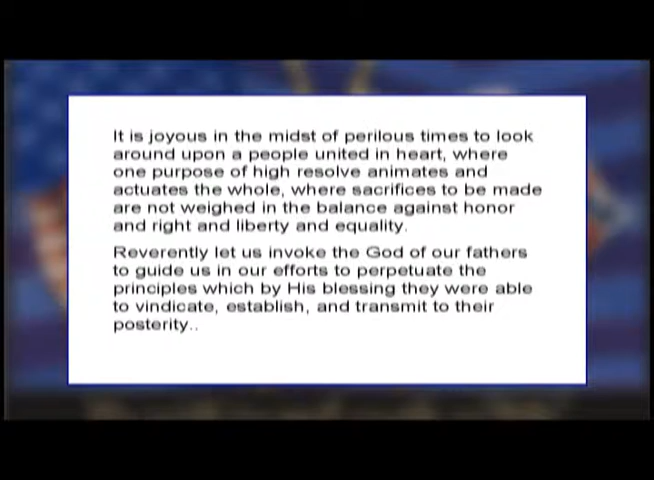 It is joyous in the midst of perilous times to look
around upon a people united in heart, where
one purpose of high resolve animates and
actuates the whole, where sacrifices to be made
are not weighed in the balance against honor
and right and liberty and equality.
Reverently let us invoke the God of our fathers
to guide us in our efforts to perpetuate the
principles which by His blessing they were able
to vindicate, establish, and transmit to their
posterity..